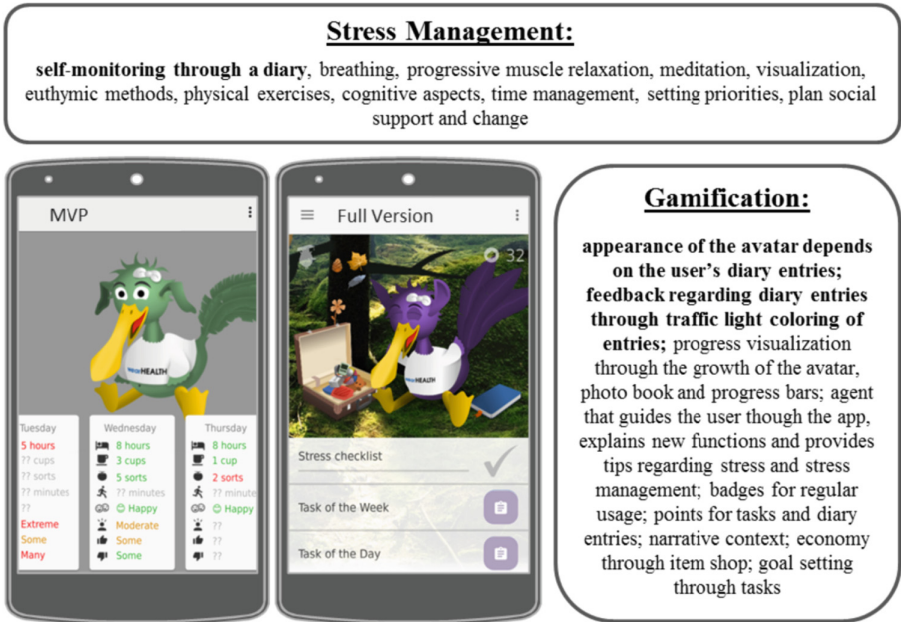 Stress Management:
self-monitoring through a diary, breathing, progressive muscle relaxation, meditation, visualization,
euthymic methods, physical exercises, cognitive aspects, time management, setting priorities, plan social
support and change
MVP
HEALTH
Tuesday
5 hours
?? cups
?? sorts
?? minutes
??
Extreme
Some
Many
Wednesday
8 hours
3 cups
5 sorts
?? minutes
Happy
Moderate
Some
Some
Thursday
8 hours
1 cup
2 sorts
?? minute
Happy
??
??
??
Full Version
32
HEALTH
Stress checklist
Task of the Week
Task of the Day
Gamification:
appearance of the avatar depends
on the user's diary entries;
feedback regarding diary entries
through traffic light coloring of
entries; progress visualization
through the growth of the avatar,
photo book and progress bars; agent
that guides the user though the app,
explains new functions and provides
tips regarding stress and stress
management; badges for regular
usage; points for tasks and diary
entries; narrative context; economy
through item shop; goal setting
through tasks